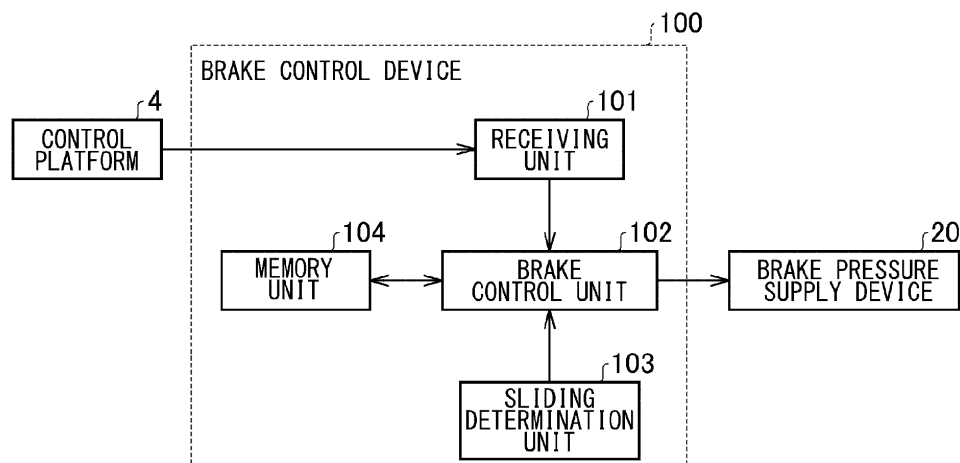 100
BRAKE CONTROL DEVICE
4
CONTROL
PLATFORM
101
RECEIVING
UNIT
104
MEMORY
UNIT
102
BRAKE
CONTROL UNIT
20
BRAKE PRESSURE
SUPPLY DEVICE
103
SLIDING
DETERMINATION
UNIT